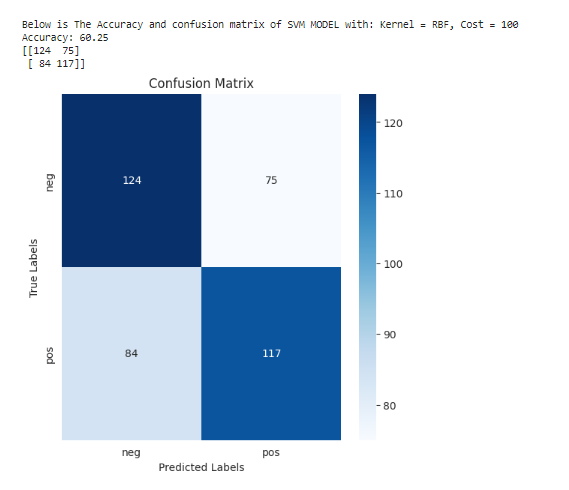 Below is The Accuracy and confusion matrix of SVM MODEL with: Kernel = RBF, Cost = 100
Accuracy: 60.25
[[124  75]
 [ 84 117]]
Confusion Matrix
neg
124
75
pos
84
117
True Labels
neg
pos
Predicted Labels
120
110
100
90
80